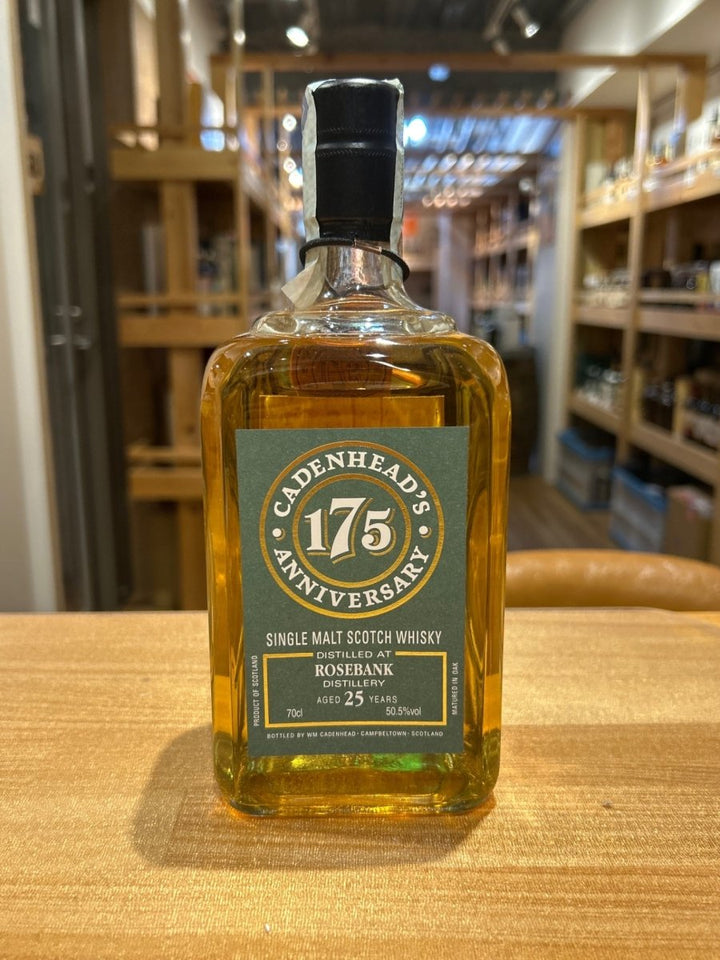 CADENHEAD'S
175
ANNIVERSARY
SINGLE MALT SCOTCH WHISKY
DISTILLED AT
ROSEBANK
DISTILLERY
AGED 25 YEARS
70cl 50.5%vol
PRODUCT OF SCOTLAND
MATURED IN OAK
BOTTLED BY WM CADENHEAD · CAMPBELTOWN · SCOTLAND